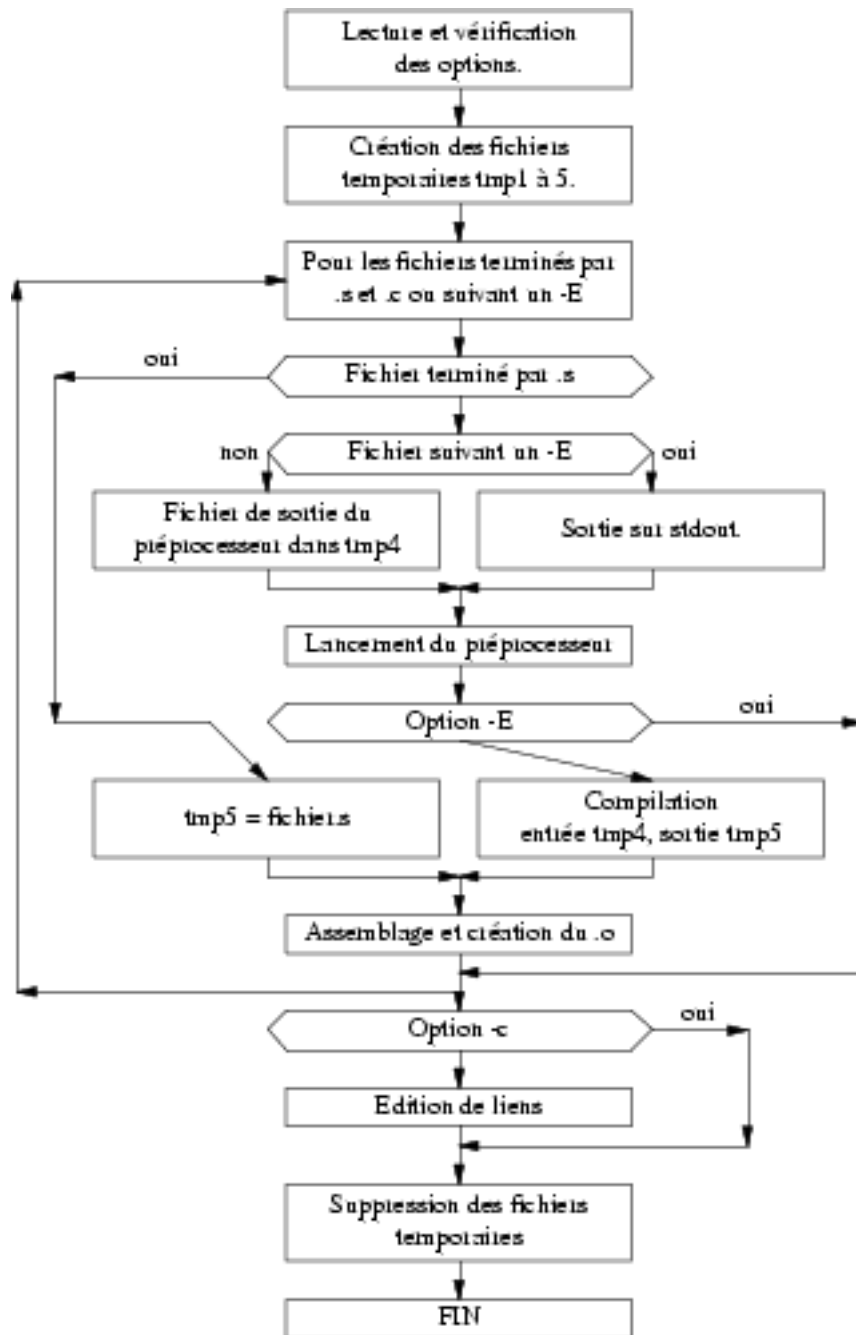 Lecture et vérification
des options.
Création des fichiers
temporaires tmp1 à 5.
Pour les fichiers terminés par
.s et .c ou suivant un -E
oui
Fichier terminé par .s
non
Fichier suivant un -E
oui
Fichier de sortie du
préprocesseur dans tmp4
Sortie sur stdout.
Lancement du préprocesseur
Option -E
oui
tmp5 = fichier.s
Compilation
entrée tmp4, sortie tmp5
Assemblage et création du .o
Option -c
oui
Edition de liens
Suppression des fichiers
temporaires
FIN